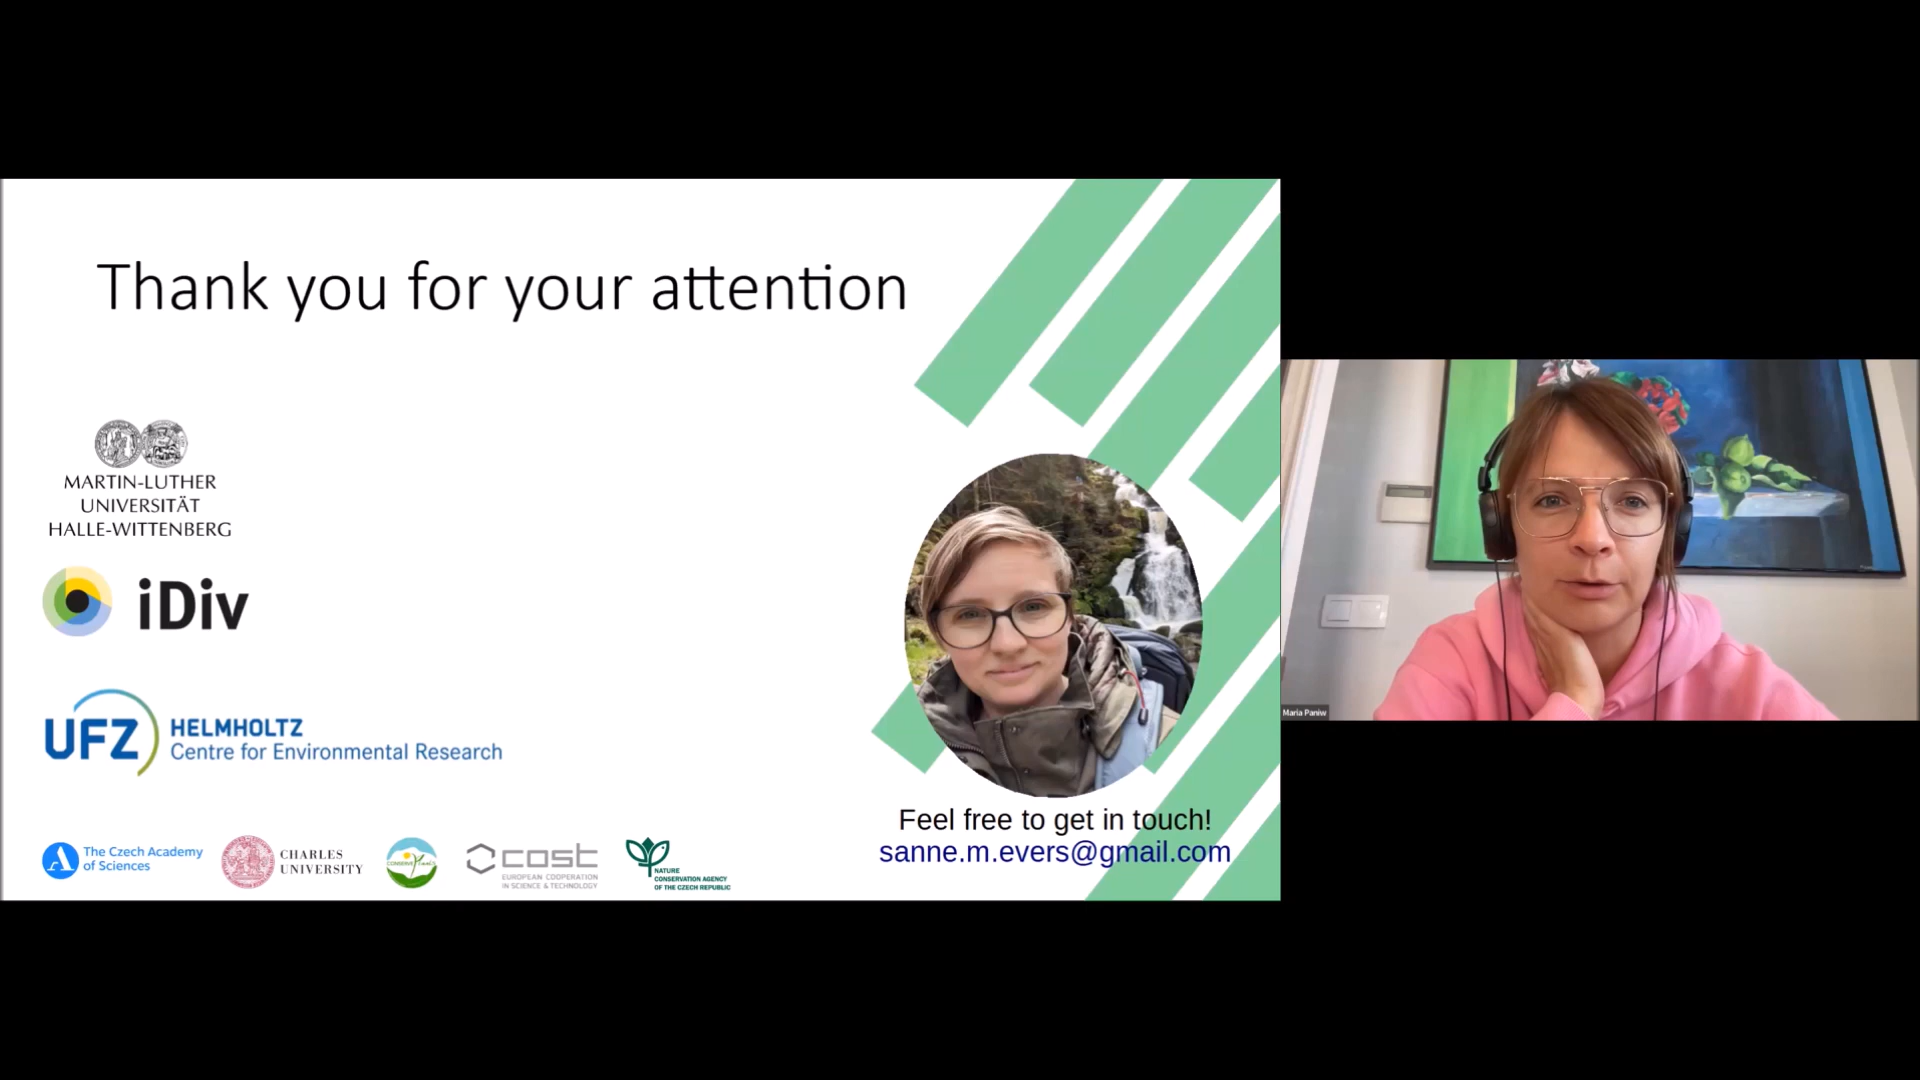 Thank you for your attention
MARTIN-LUTHER
UNIVERSITÄT
HALLE-WITTENBERG
iDiv
UFZ HELMHOLTZ
Centre for Environmental Research
The Czech Academy
of Sciences
CHARLES
UNIVERSITY
cost
EUROPEAN COOPERATION
IN SCIENCE & TECHNOLOGY
NATURE
CONSERVATION AGENCY
OF THE CZECH REPUBLIC
Feel free to get in touch!
sanne.m.evers@gmail.com
Maria Paniw